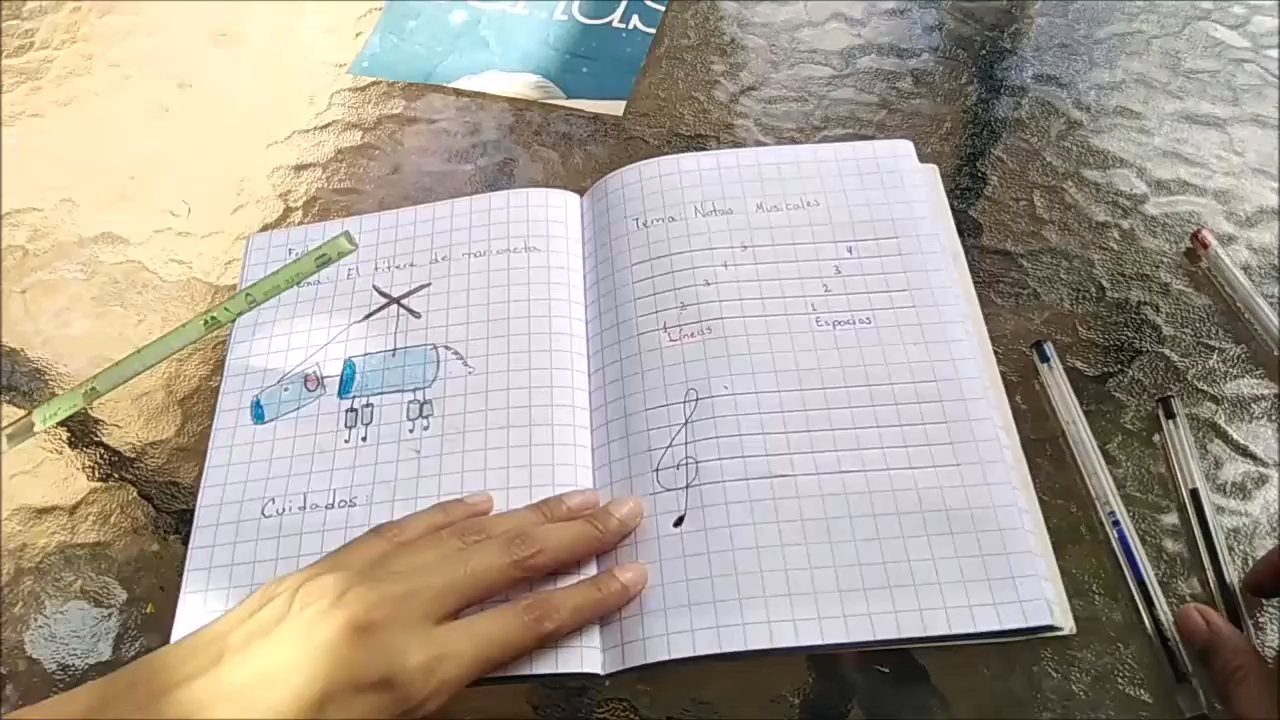 El títere de marioneta
Cuidados:
Tema: Notas Musicales
5
4
4
3
3
2
2
1
1
Líneas
Espacios